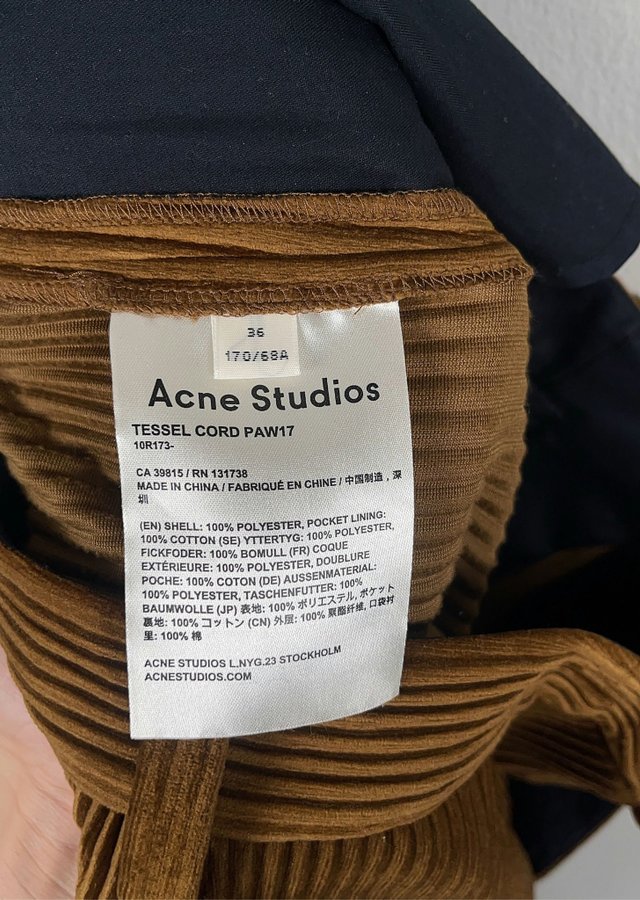 36
170/68A
Acne Studios
TESSEL CORD PAW17
10R173-
CA 39815 / RN 131738
MADE IN CHINA / FABRIQUÉ EN CHINE / 中国制造，深
圳
(EN) SHELL: 100% POLYESTER, POCKET LINING:
100% COTTON (SE) YTTERTYG: 100% POLYESTER,
FICKFODER: 100% BOMULL (FR) COQUE
EXTÉRIEURE: 100% POLYESTER, DOUBLURE
POCHE: 100% COTON (DE) AUSSENMATERIAL:
100% POLYESTER, TASCHENFUTTER: 100%
BAUMWOLLE (JP) 表地: 100% ポリエステル, ポケット
裏地: 100% コットン (CN) 外层: 100% 聚酯纤维, 口袋衬
里: 100% 棉
ACNE STUDIOS L.NYG.23 STOCKHOLM
ACNESTUDIOS.COM